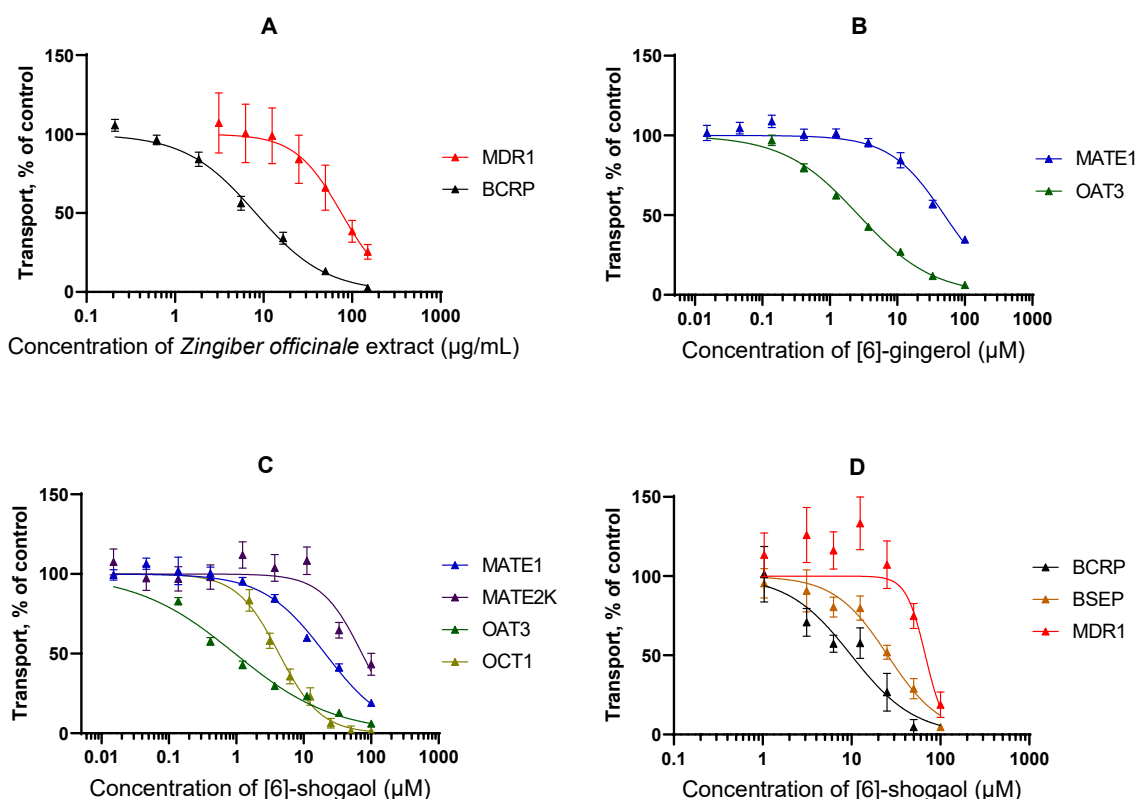 A
150
100
50
0
Transport, % of control
0.1 1 10 100 1000
Concentration of Zingiber officinale extract (µg/mL)
MDR1
BCRP
B
150
100
50
0
Transport, % of control
0.01 0.1 1 10 100 1000
Concentration of [6]-gingerol (µM)
MATE1
OAT3
C
150
100
50
0
Transport, % of control
0.01 0.1 1 10 100 1000
Concentration of [6]-shogaol (µM)
MATE1
MATE2K
OAT3
OCT1
D
150
100
50
0
Transport, % of control
0.1 1 10 100 1000
Concentration of [6]-shogaol (µM)
BCRP
BSEP
MDR1